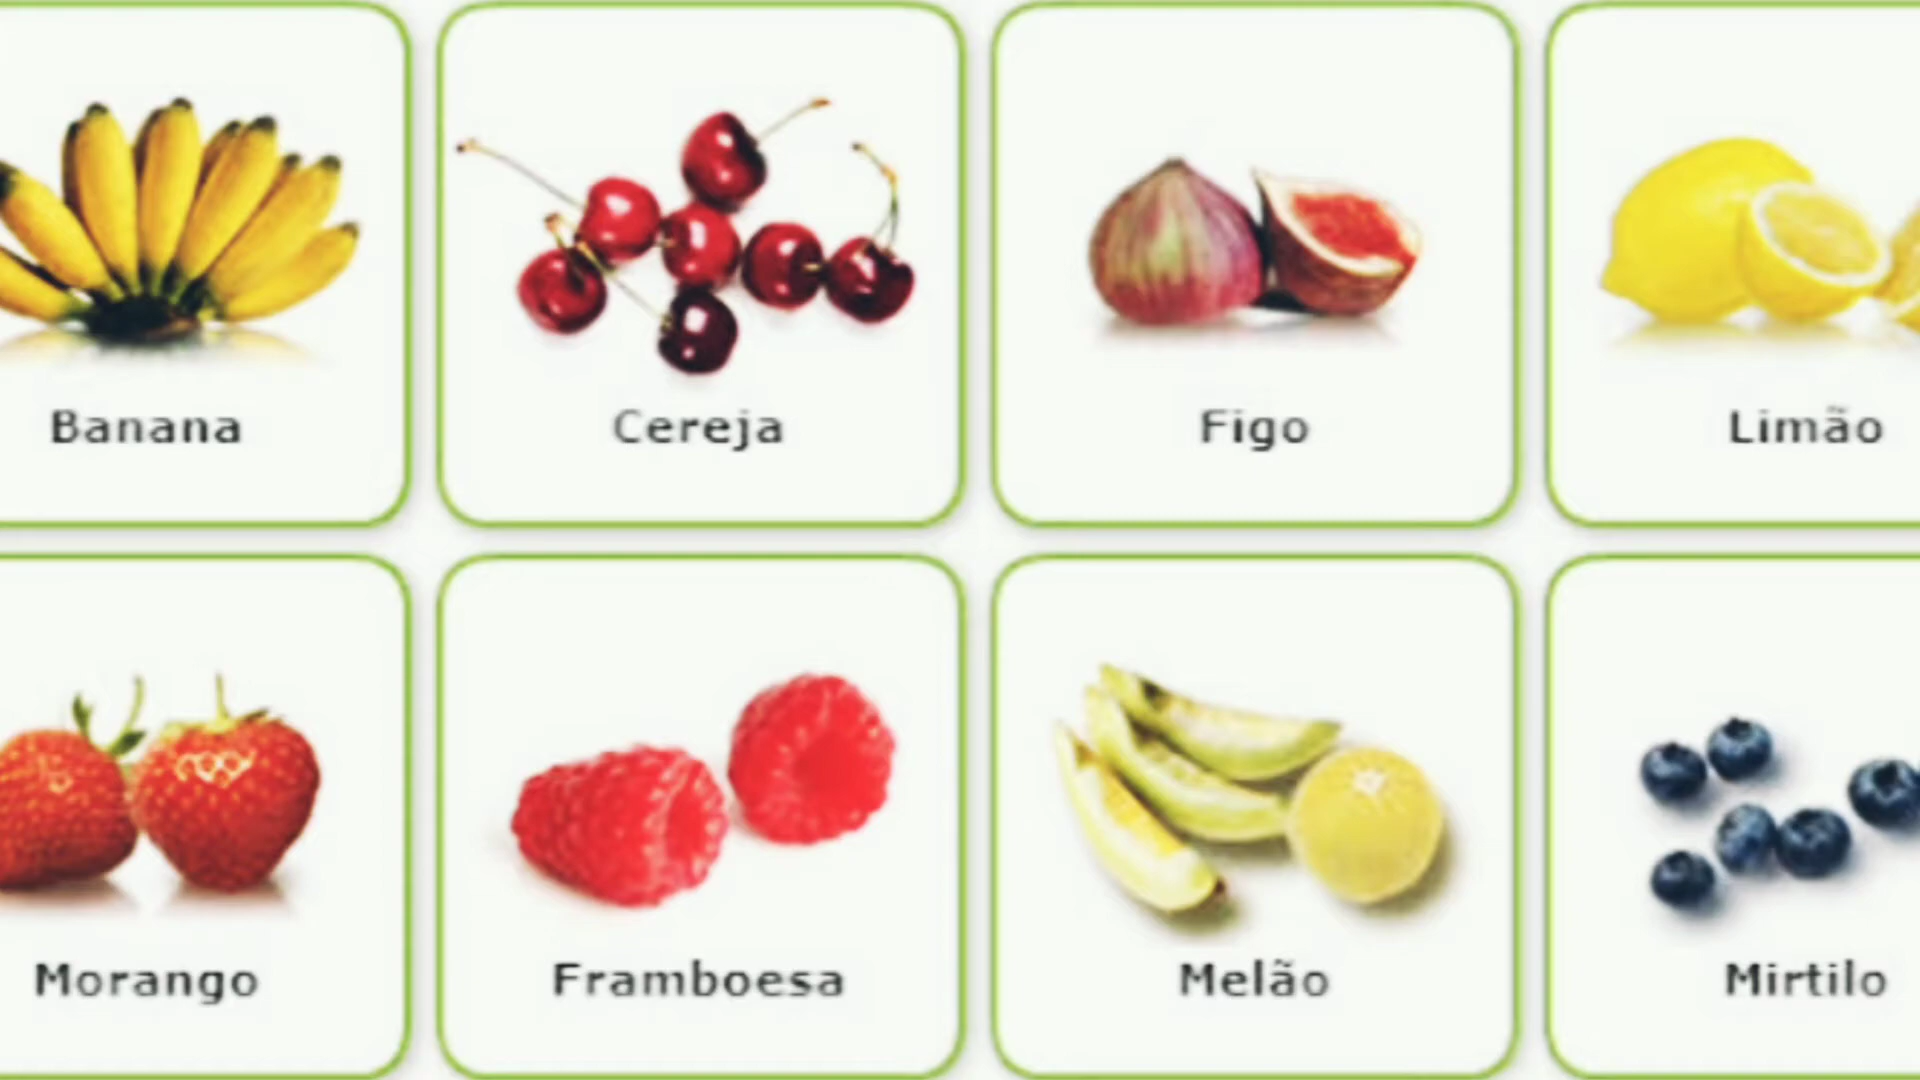 Banana
Cereja
Figo
Limão
Morango
Framboesa
Melão
Mirtilo